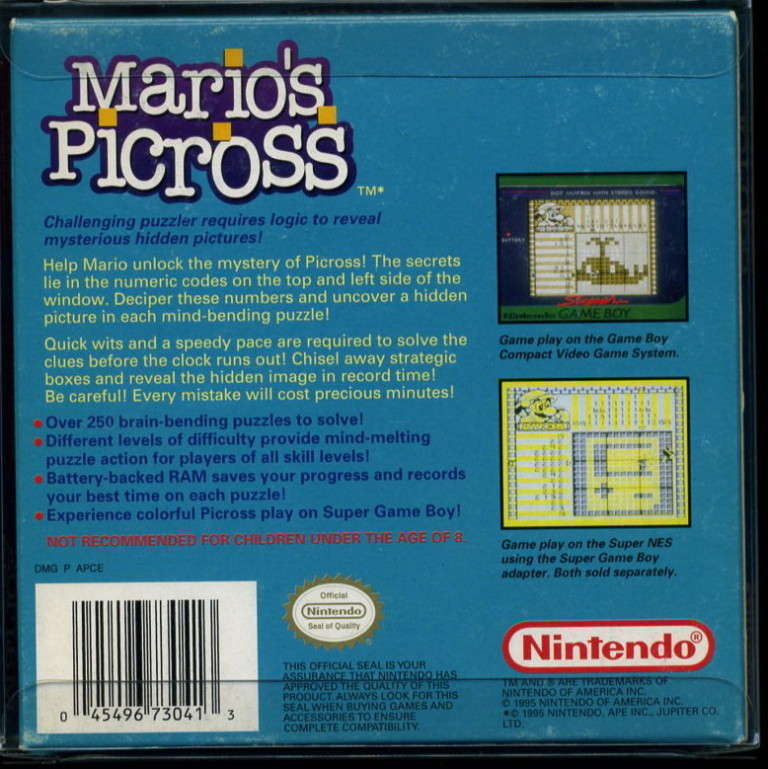 Mario's
Picross
TM*
Challenging puzzler requires logic to reveal
mysterious hidden pictures!
Help Mario unlock the mystery of Picross! The secrets
lie in the numeric codes on the top and left side of the
window. Deciper these numbers and uncover a hidden
picture in each mind-bending puzzle!
Quick wits and a speedy pace are required to solve the
clues before the clock runs out! Chisel away strategic
boxes and reveal the hidden image in record time!
Be careful! Every mistake will cost precious minutes!
• Over 250 brain-bending puzzles to solve!
• Different levels of difficulty provide mind-melting
puzzle action for players of all skill levels!
• Battery-backed RAM saves your progress and records
your best time on each puzzle!
• Experience colorful Picross play on Super Game Boy!
NOT RECOMMENDED FOR CHILDREN UNDER THE AGE OF 8.
DMG P APCE
0 45496 73041 3
Official
Nintendo
Seal of Quality
THIS OFFICIAL SEAL IS YOUR
ASSURANCE THAT NINTENDO HAS
APPROVED THE QUALITY OF THIS
PRODUCT. ALWAYS LOOK FOR THIS
SEAL WHEN BUYING GAMES AND
ACCESSORIES TO ENSURE
COMPLETE COMPATIBILITY.
DOT MATRIX WITH STEREO SOUND
BATTERY
Super
Nintendo GAME BOY
Game play on the Game Boy
Compact Video Game System.
Game play on the Super NES
using the Super Game Boy
adapter. Both sold separately.
Nintendo®
TM AND ® ARE TRADEMARKS OF
NINTENDO OF AMERICA INC.
© 1995 NINTENDO OF AMERICA INC.
*© 1995 NINTENDO, APE INC., JUPITER CO.
LTD.